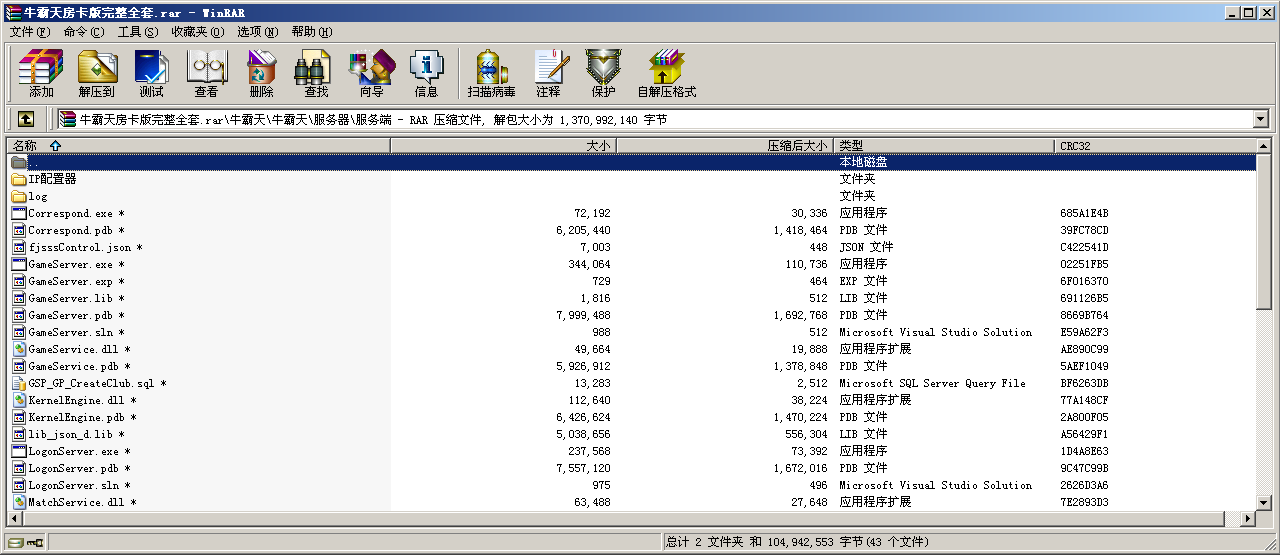 牛霸天房卡版完整全套.rar - WinRAR
文件(F) 命令(C) 工具(S) 收藏夹(O) 选项(N) 帮助(H)
添加 解压到 测试 查看 删除 查找 向导 信息 扫描病毒 注释 保护 自解压格式
牛霸天房卡版完整全套.rar\牛霸天\牛霸天\服务器\服务端 - RAR 压缩文件, 解包大小为 1,370,992,140 字节
名称 大小 压缩后大小 类型 CRC32
.. 本地磁盘
IP配置器 文件夹
log 文件夹
Correspond.exe * 72,192 30,336 应用程序 685A1E4B
Correspond.pdb * 6,205,440 1,418,464 PDB 文件 39FC78CD
fjsssControl.json * 7,003 448 JSON 文件 C422541D
GameServer.exe * 344,064 110,736 应用程序 02251FB5
GameServer.exp * 729 464 EXP 文件 6F016370
GameServer.lib * 1,816 512 LIB 文件 691126B5
GameServer.pdb * 7,999,488 1,692,768 PDB 文件 8669B764
GameServer.sln * 988 512 Microsoft Visual Studio Solution E59A62F3
GameService.dll * 49,664 19,888 应用程序扩展 AE890C99
GameService.pdb * 5,926,912 1,378,848 PDB 文件 5AEF1049
GSP_GP_CreateClub.sql * 13,283 2,512 Microsoft SQL Server Query File BF6263DB
KernelEngine.dll * 112,640 38,224 应用程序扩展 77A148CF
KernelEngine.pdb * 6,426,624 1,470,224 PDB 文件 2A800F05
lib_json_d.lib * 5,038,656 556,304 LIB 文件 A56429F1
LogonServer.exe * 237,568 73,392 应用程序 1D4A8E63
LogonServer.pdb * 7,557,120 1,672,016 PDB 文件 9C47C99B
LogonServer.sln * 975 496 Microsoft Visual Studio Solution 2626D3A6
MatchService.dll * 63,488 27,648 应用程序扩展 7E2893D3
总计 2 文件夹 和 104,942,553 字节(43 个文件)